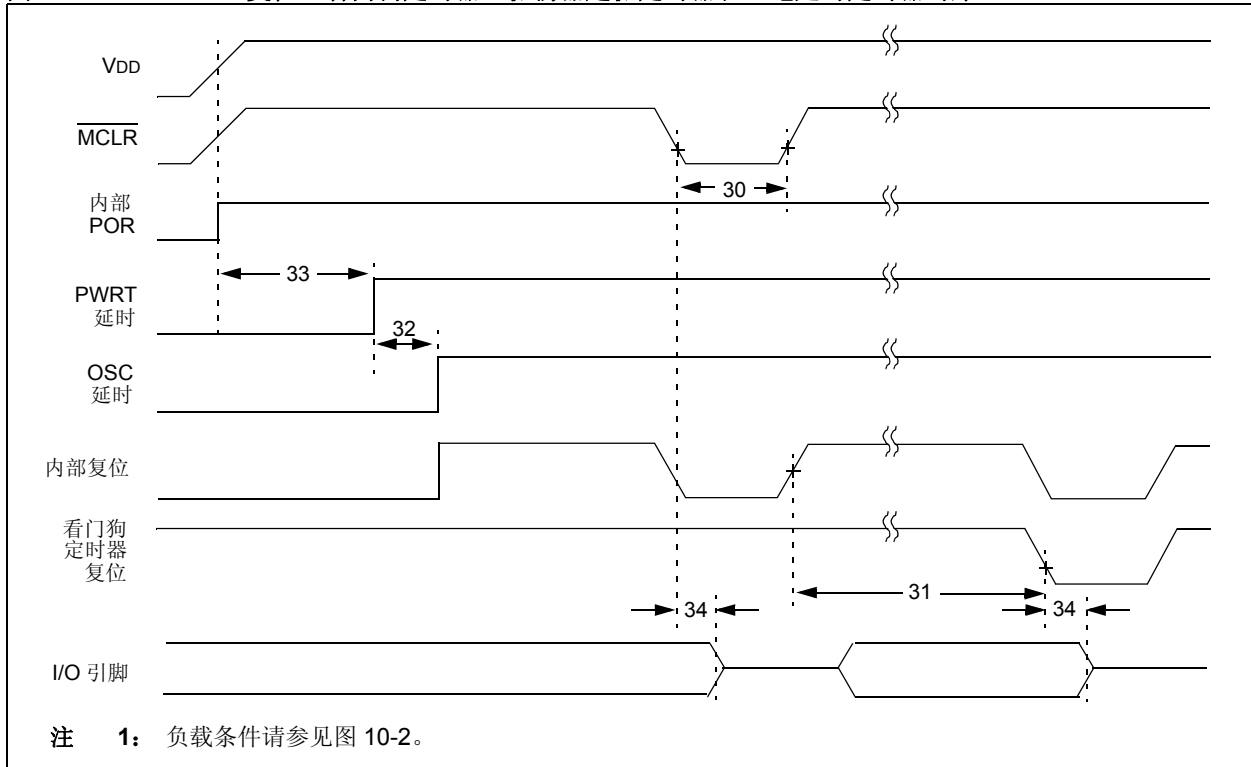 VDD
MCLR
内部
POR
30
33
PWRT
延时
32
OSC
延时
内部复位
看门狗
定时器
复位
31
34
34
I/O 引脚
注 1: 负载条件请参见图 10-2。